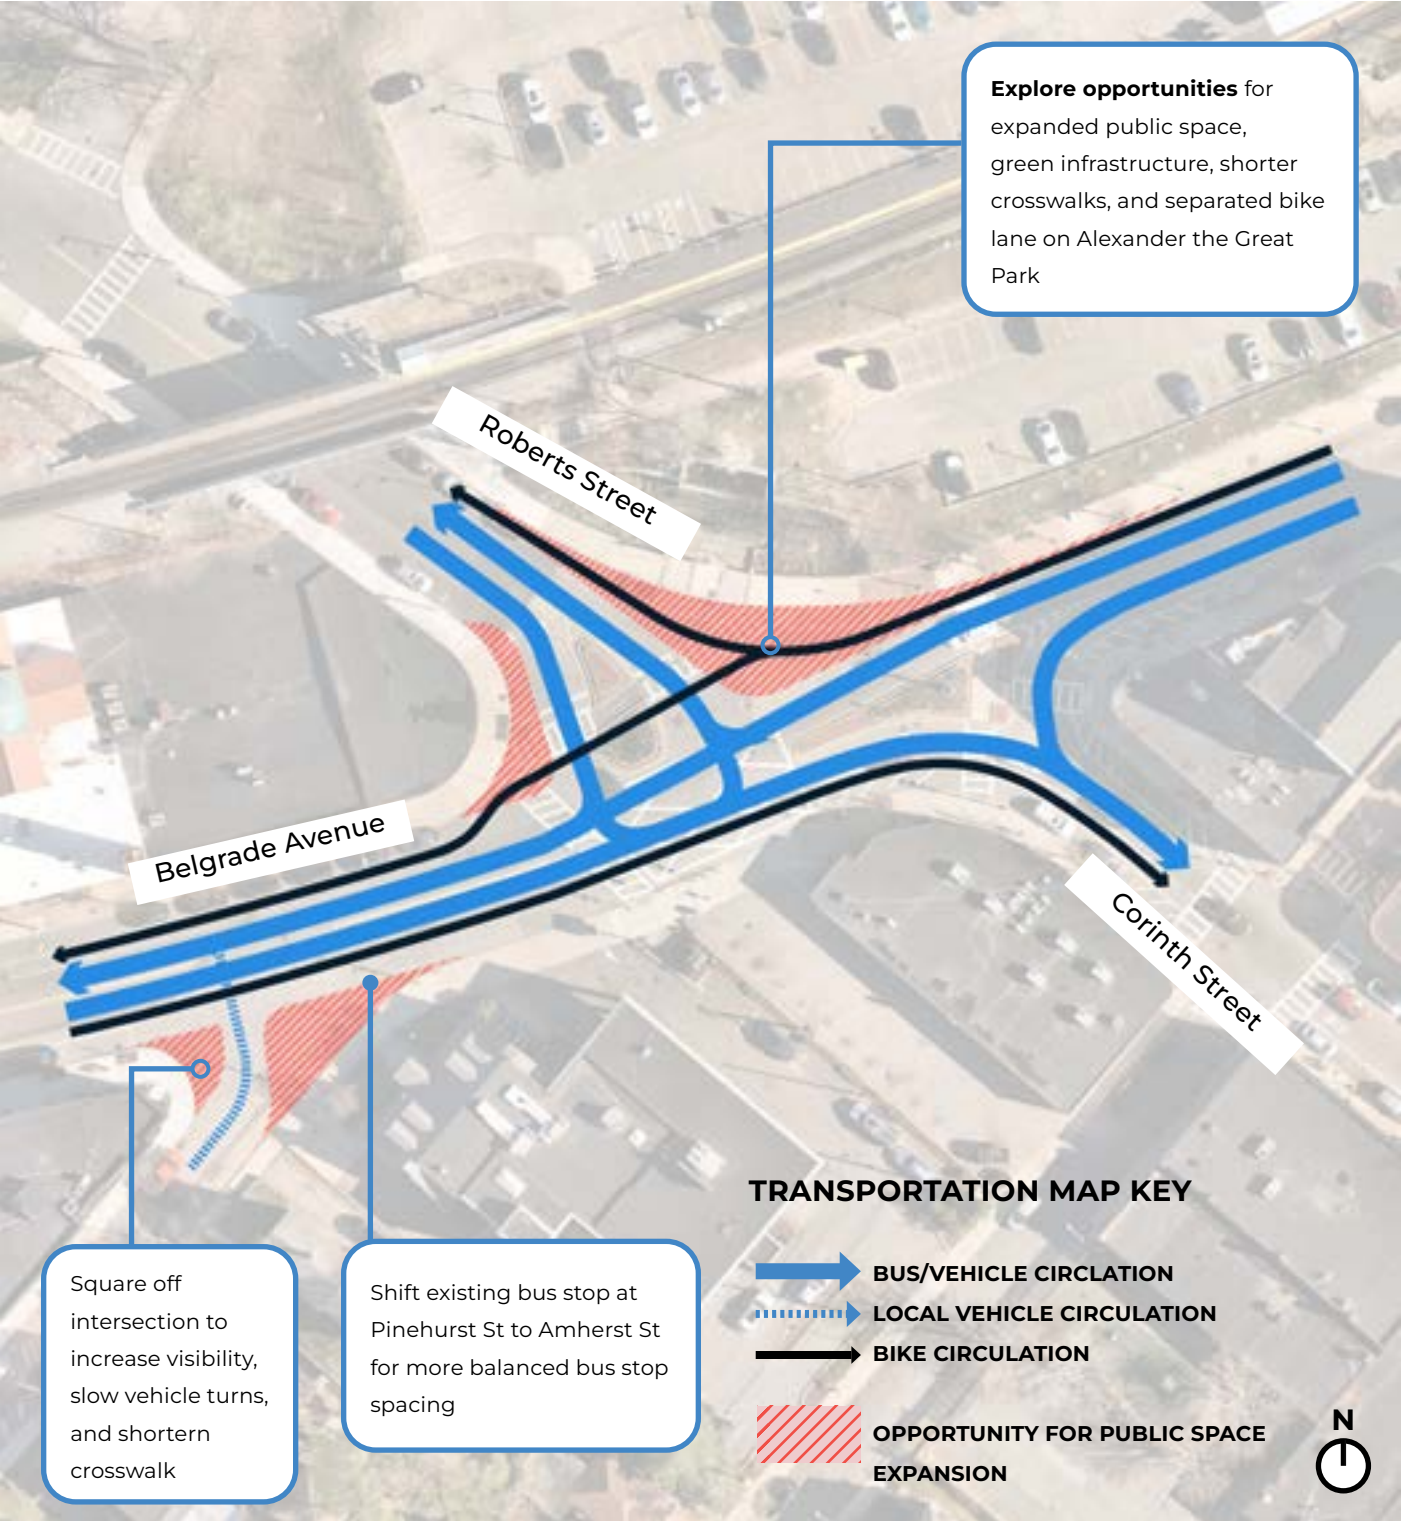 Explore opportunities for
expanded public space,
green infrastructure, shorter
crosswalks, and separated bike
lane on Alexander the Great
Park
Roberts Street
Belgrade Avenue
Corinth Street
Square off
intersection to
increase visibility,
slow vehicle turns,
and shortern
crosswalk
Shift existing bus stop at
Pinehurst St to Amherst St
for more balanced bus stop
spacing
TRANSPORTATION MAP KEY
BUS/VEHICLE CIRCLATION
LOCAL VEHICLE CIRCULATION
BIKE CIRCULATION
OPPORTUNITY FOR PUBLIC SPACE
EXPANSION
N